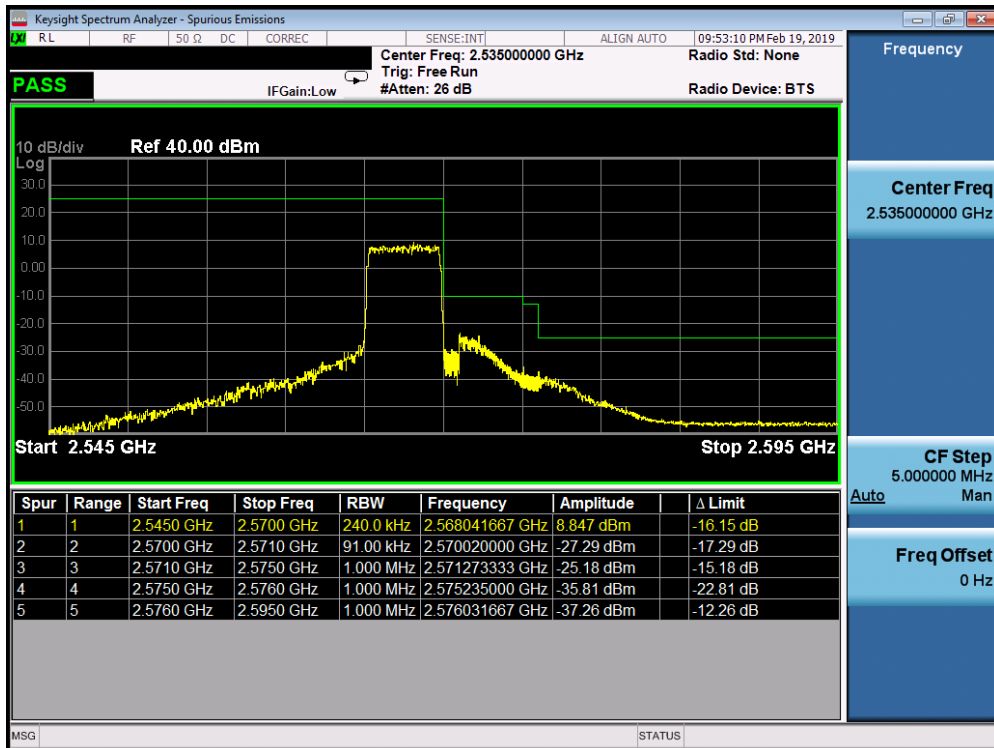 Keysight Spectrum Analyzer - Spurious Emissions
LXI RL RF 50 Ω DC CORREC SENSE:INT ALIGN AUTO 09:53:10 PM Feb 19, 2019
Center Freq: 2.535000000 GHz Radio Std: None
Trig: Free Run
PASS IFGain:Low #Atten: 26 dB Radio Device: BTS
10 dB/div Ref 40.00 dBm
Log
30.0
20.0
10.0
0.00
-10.0
-20.0
-30.0
-40.0
-50.0
Start 2.545 GHz Stop 2.595 GHz
Spur Range Start Freq Stop Freq RBW Frequency Amplitude Δ Limit
1 1 2.5450 GHz 2.5700 GHz 240.0 kHz 2.568041667 GHz 8.847 dBm -16.15 dB
2 2 2.5700 GHz 2.5710 GHz 91.00 kHz 2.570020000 GHz -27.29 dBm -17.29 dB
3 3 2.5710 GHz 2.5750 GHz 1.000 MHz 2.571273333 GHz -25.18 dBm -15.18 dB
4 4 2.5750 GHz 2.5760 GHz 1.000 MHz 2.575235000 GHz -35.81 dBm -22.81 dB
5 5 2.5760 GHz 2.5950 GHz 1.000 MHz 2.576031667 GHz -37.26 dBm -12.26 dB
MSG STATUS
Frequency
Center Freq
2.535000000 GHz
CF Step
5.000000 MHz
Auto Man
Freq Offset
0 Hz